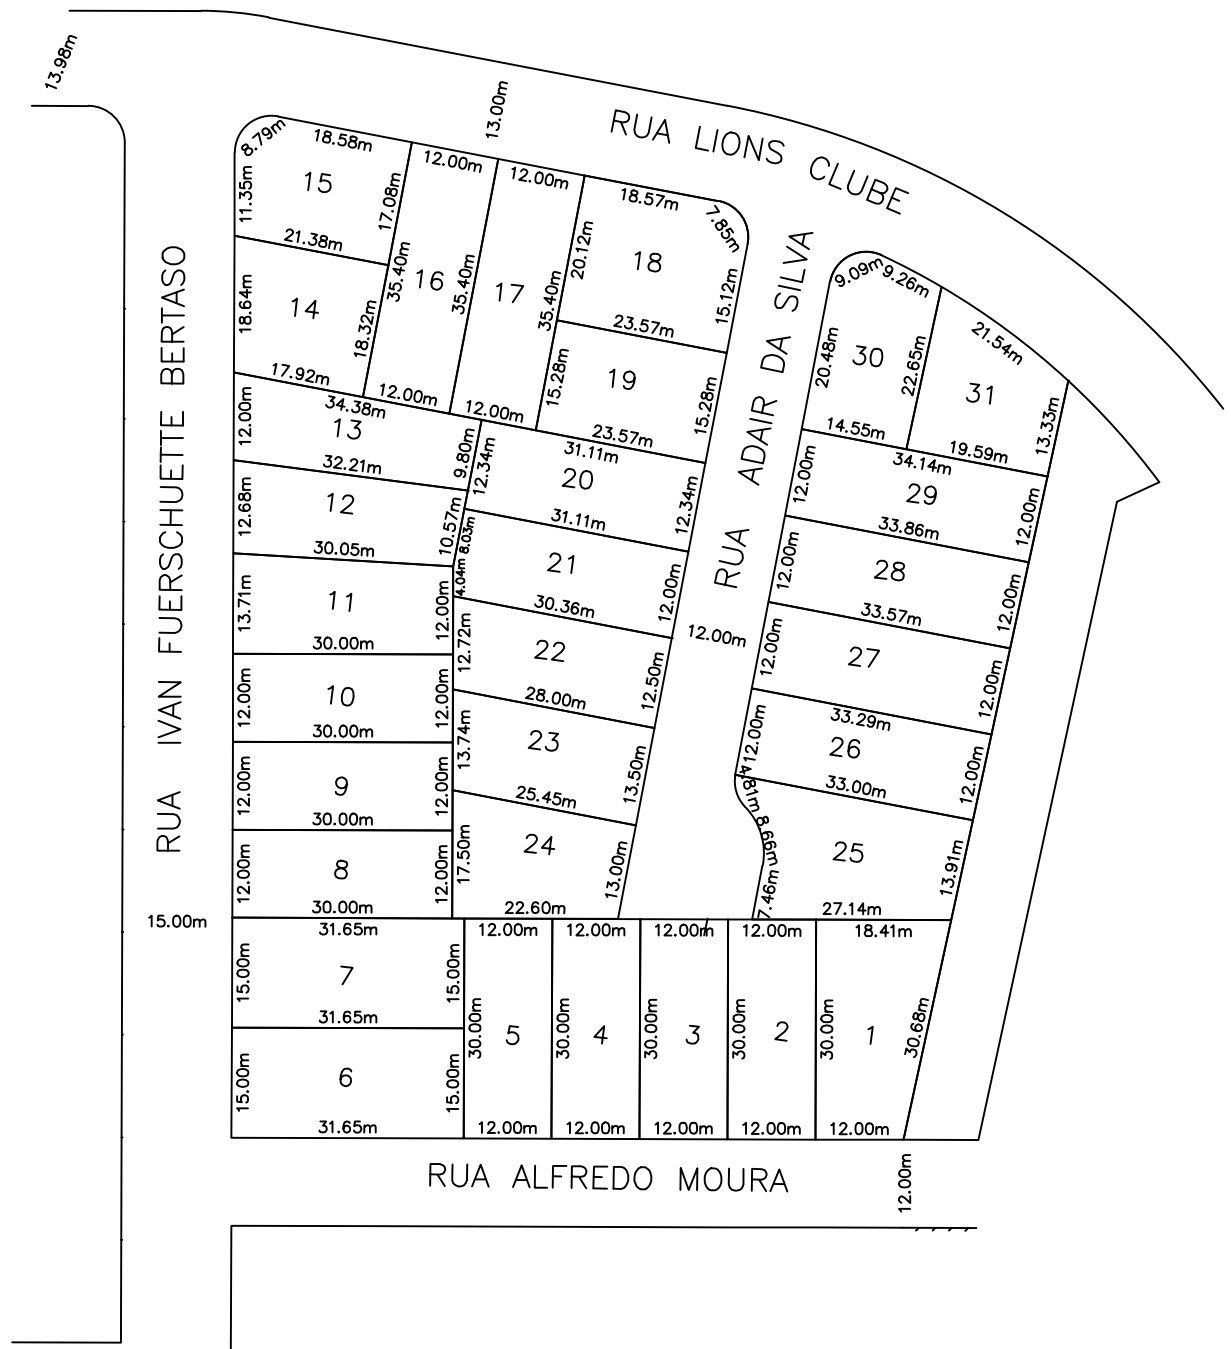 13.98m
13.00m
RUA LIONS CLUBE
8.79m
18.58m
12.00m
12.00m
18.57m
7.85m
11.35m
15
17.08m
21.38m
35.40m
16
35.40m
17
35.40m
20.12m
18
15.12m
23.57m
18.64m
14
18.32m
17.92m
12.00m
12.00m
15.28m
19
15.28m
23.57m
RUA IVAN FUERSCHUETTE BERTASO
RUA ADAIR DA SILVA
9.09m
9.26m
20.48m
30
22.65m
14.55m
21.54m
31
13.33m
19.59m
34.38m
12.00m
13
9.80m
32.21m
12.34m
31.11m
20
12.34m
31.11m
34.14m
12.00m
29
12.00m
33.86m
12.68m
12
10.57m
30.05m
8.03m
4.04m
21
12.00m
30.36m
12.00m
28
12.00m
33.57m
13.71m
11
12.00m
30.00m
12.72m
22
12.50m
28.00m
12.00m
12.00m
27
12.00m
33.29m
12.00m
10
12.00m
30.00m
13.74m
23
13.50m
25.45m
12.00m
26
12.00m
33.00m
12.00m
9
12.00m
30.00m
17.50m
24
13.00m
22.60m
8.66m
7.46m
25
13.91m
27.14m
12.00m
8
12.00m
30.00m
15.00m
31.65m
15.00m
7
15.00m
31.65m
12.00m
12.00m
12.00m
12.00m
18.41m
30.00m
5
30.00m
4
30.00m
3
30.00m
2
30.00m
1
30.68m
15.00m
6
15.00m
31.65m
12.00m
12.00m
12.00m
12.00m
12.00m
RUA ALFREDO MOURA
12.00m